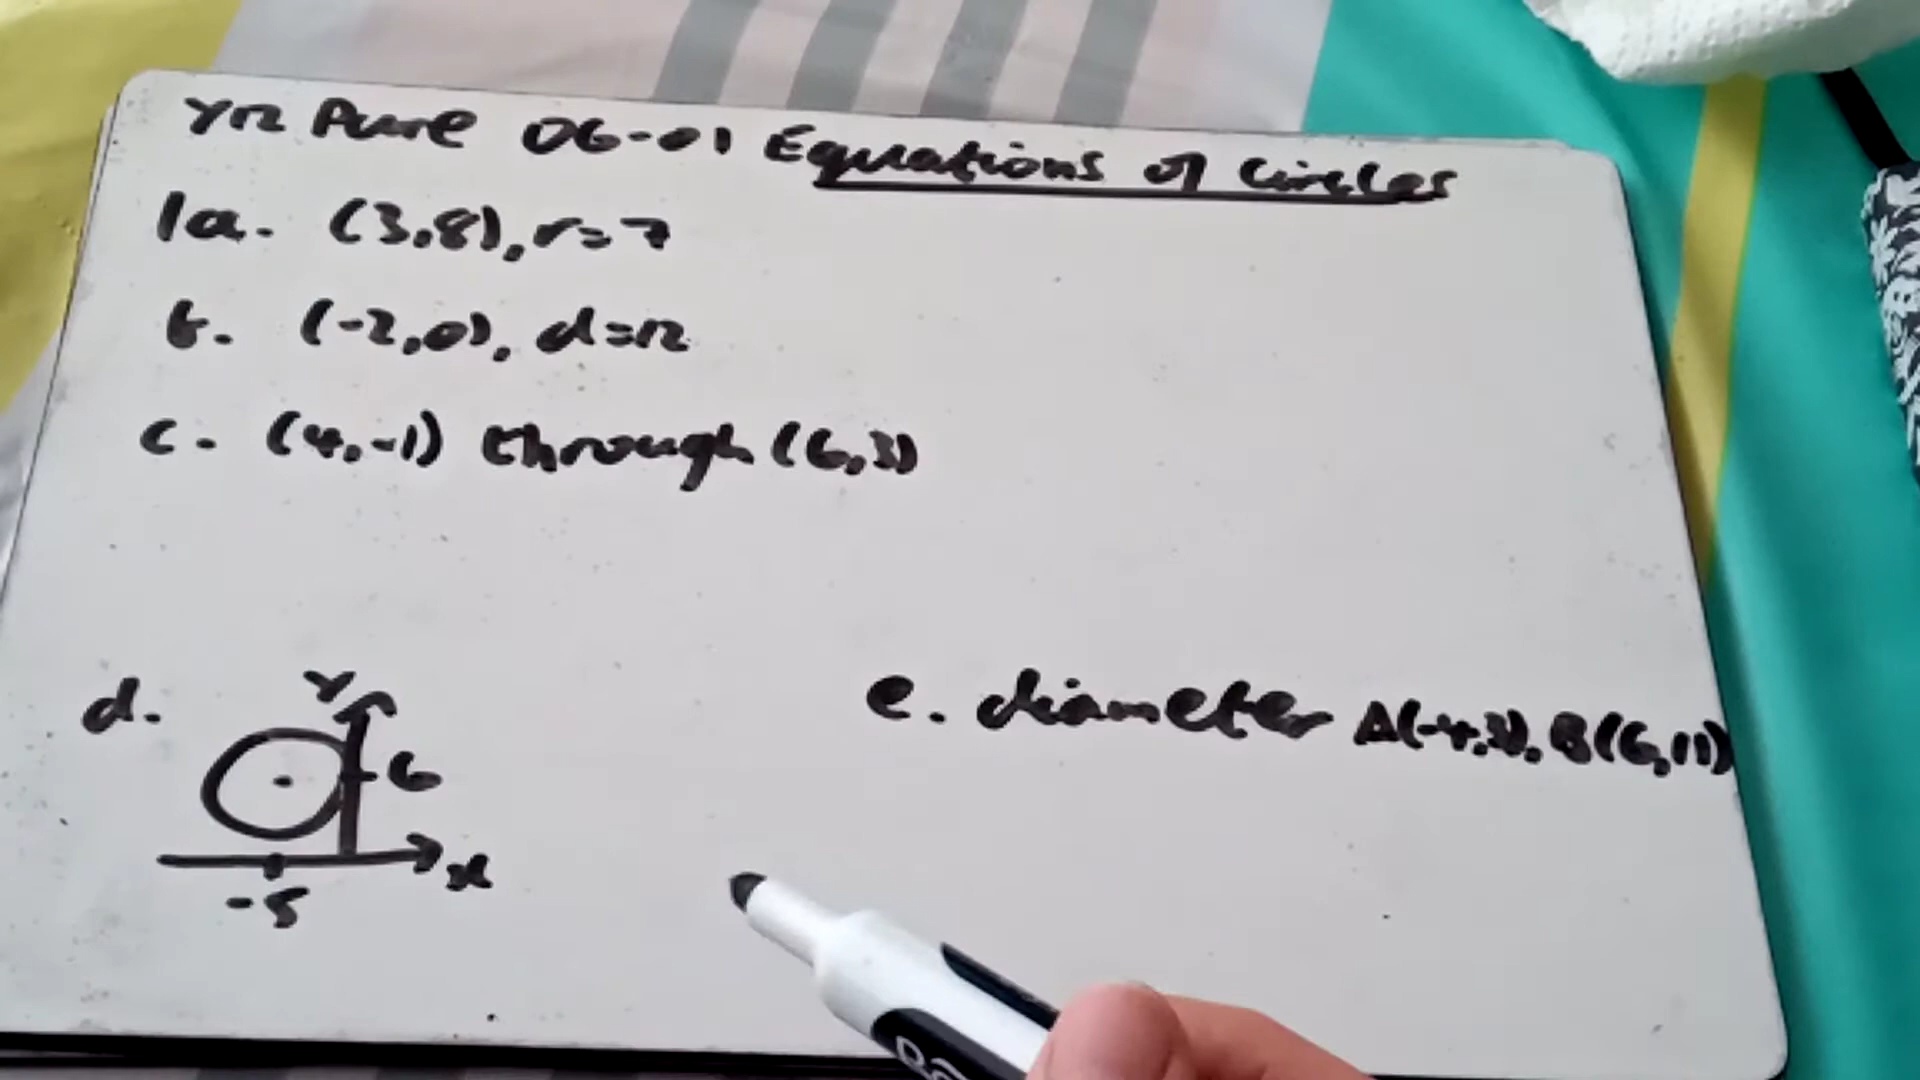 Yr2 Pure 06-01 Equations of Circles
1a. (3,8), r=7
b. (-2,0), d=12
c. (4,-1) through (6,3)
d.
y
6
x
-5
e. diameter A(-4,3), B(6,11)